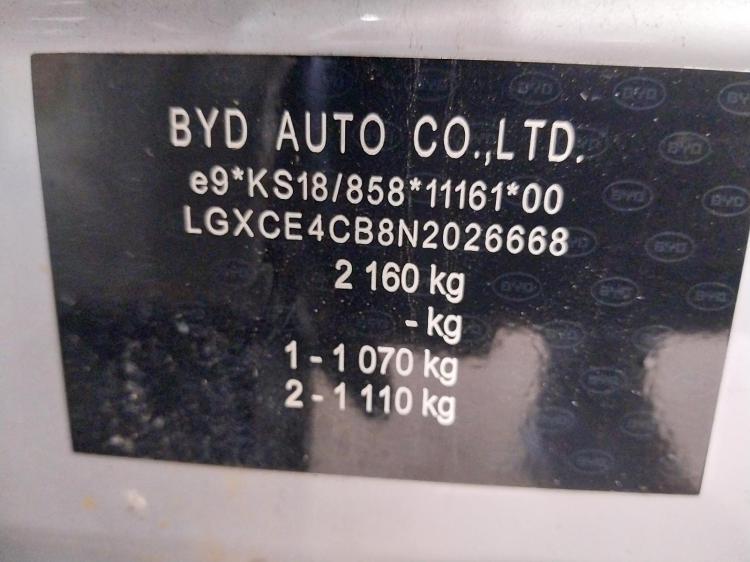 BYD AUTO CO.,LTD.
e9*KS18/858*11161*00
LGXCE4CB8N2026668
2 160 kg
- kg
1 - 1 070 kg
2 - 1 110 kg